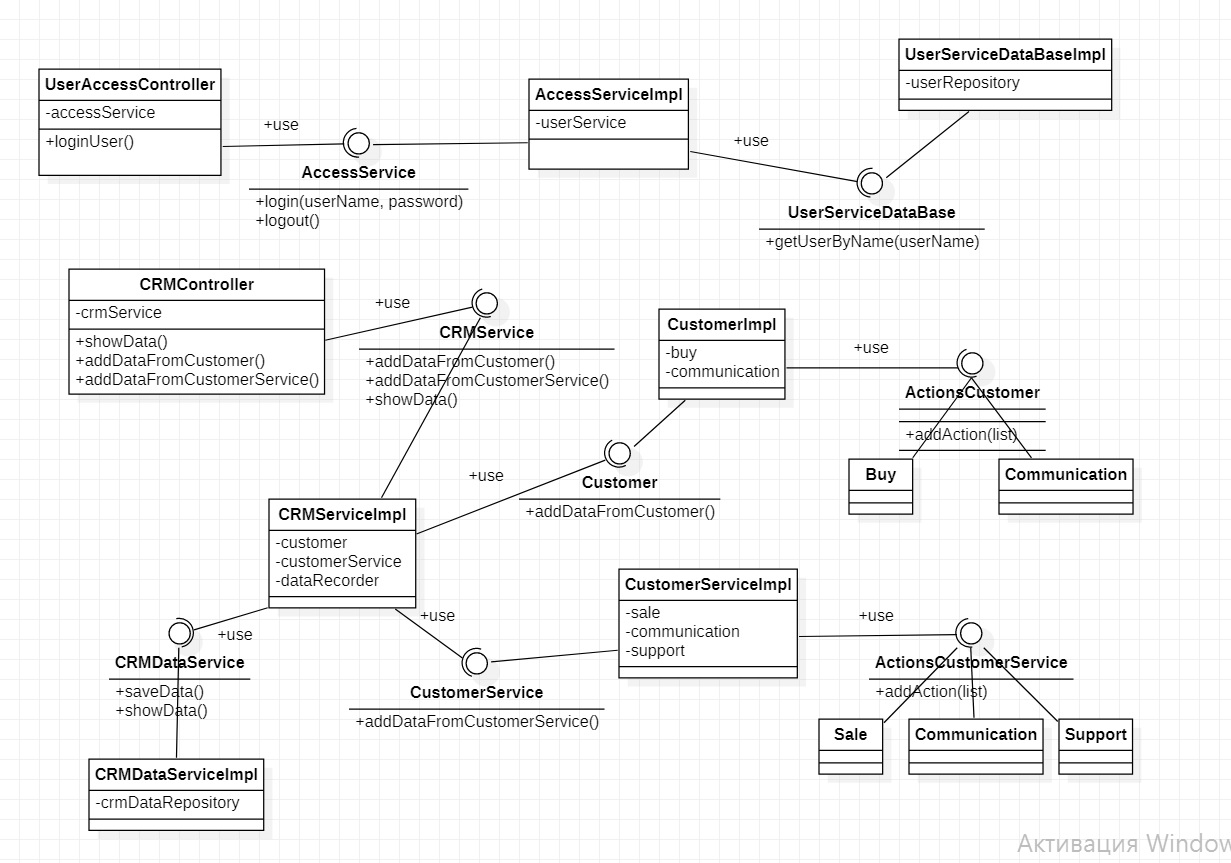 UserAccessController
-accessService
+loginUser()
+use
AccessService
+login(userName, password)
+logout()
AccessServiceImpl
-userService
+use
UserServiceDataBaseImpl
-userRepository
UserServiceDataBase
+getUserByName(userName)
CRMController
-crmService
+showData()
+addDataFromCustomer()
+addDataFromCustomerService()
+use
CRMService
+addDataFromCustomer()
+addDataFromCustomerService()
+showData()
CustomerImpl
-buy
-communication
+use
ActionsCustomer
+addAction(list)
Buy
Communication
+use
Customer
+addDataFromCustomer()
CRMServiceImpl
-customer
-customerService
-dataRecorder
+use
CRMDataService
+saveData()
+showData()
CRMDataServiceImpl
-crmDataRepository
+use
CustomerService
+addDataFromCustomerService()
CustomerServiceImpl
-sale
-communication
-support
+use
ActionsCustomerService
+addAction(list)
Sale
Communication
Support
Активация Window